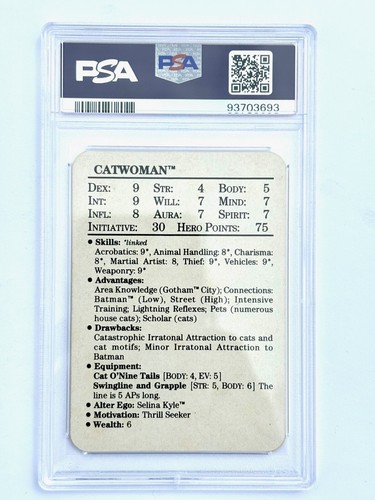 PSA
PSA
93703693
CATWOMAN™
DEX: 9 STR: 4 BODY: 5
INT: 9 WILL: 7 MIND: 7
INFL: 8 AURA: 7 SPIRIT: 7
INITIATIVE: 30 HERO POINTS: 75
● Skills: *linked
Acrobatics: 9*, Animal Handling: 8*, Charisma:
8*, Martial Artist: 8, Thief: 9*, Vehicles: 9*,
Weaponry: 9*
● Advantages:
Area Knowledge (Gotham™ City); Connections:
Batman™ (Low), Street (High); Intensive
Training; Lightning Reflexes; Pets (numerous
house cats); Scholar (cats)
● Drawbacks:
Catastrophic Irratonal Attraction to cats and
cat motifs; Minor Irratonal Attraction to
Batman
● Equipment:
Cat O'Nine Tails [BODY: 4, EV: 5]
Swingline and Grapple [STR: 5, BODY: 6] The
line is 5 APs long.
● Alter Ego: Selina Kyle™
● Motivation: Thrill Seeker
● Wealth: 6